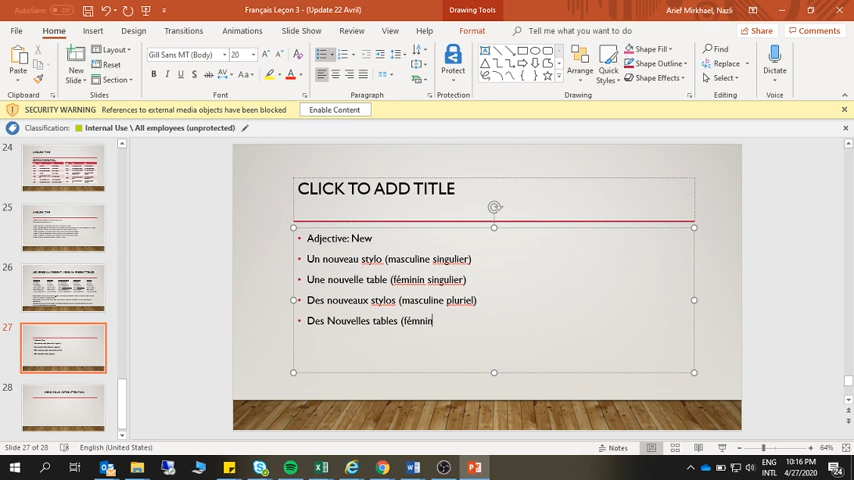 AutoSave Off
Français Leçon 3 - (Update 22 Avril)
Drawing Tools
Arief Mirkhael, Nazli
File Home Insert Draw Design Transitions Animations Slide Show Review View Help Format Tell me what you want to do Share Comments
Paste
New Slide
Layout
Reset
Section
Gill Sans MT (Body) 20
Protect
Arrange
Quick Styles
Shape Fill
Shape Outline
Shape Effects
Find
Replace
Select
Dictate
Clipboard Slides Font Paragraph Protection Drawing Editing Voice
SECURITY WARNING References to external media objects have been blocked Enable Content
Classification: Internal Use \ All employees (unprotected)
24
25
26
27
28
CLICK TO ADD TITLE
• Adjective: New
• Un nouveau stylo (masculine singulier)
• Une nouvelle table (féminin singulier)
• Des nouveaux stylos (masculine pluriel)
• Des Nouvelles tables (fémnin
Slide 27 of 28 English (United States) Notes 64%
ENG
INTL
10:16 PM
4/27/2020
24